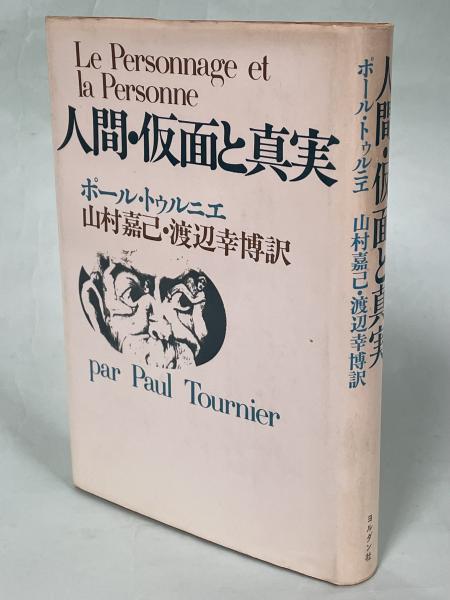 Le Personnage et
la Personne
人間・仮面と真実
ポール・トゥルニエ
山村嘉己・渡辺幸博訳
par Paul Tournier
人間・仮面と真実
ポール・トゥルニエ
山村嘉己・渡辺幸博訳
ヨルダン社